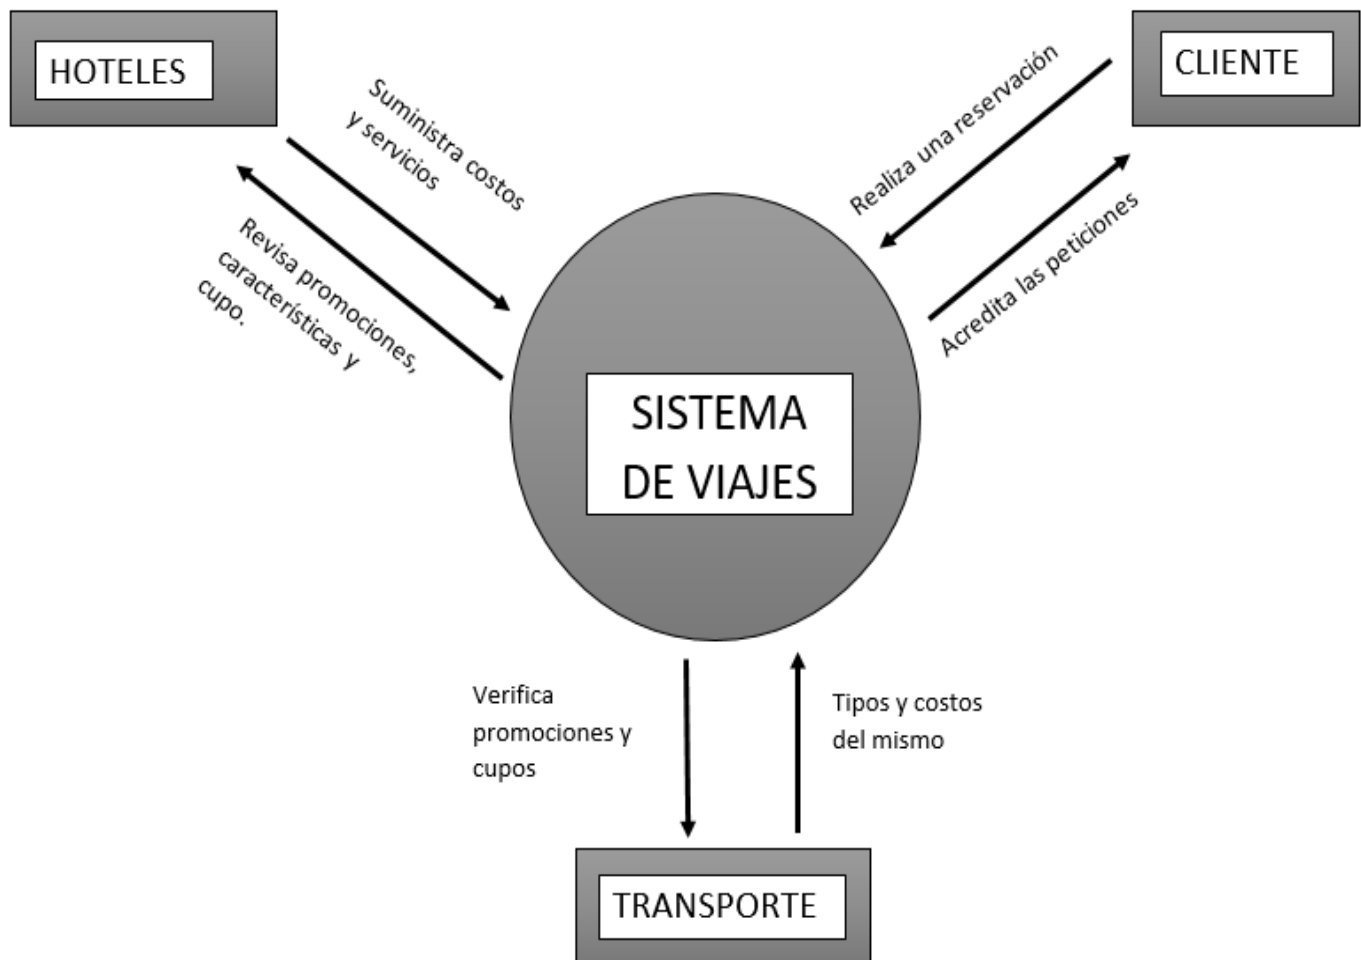 HOTELES
CLIENTE
Suministra costos
y servicios
Realiza una reservación
Revisa promociones,
características y
cupo.
Acredita las peticiones
SISTEMA
DE VIAJES
Verifica
promociones y
cupos
Tipos y costos
del mismo
TRANSPORTE